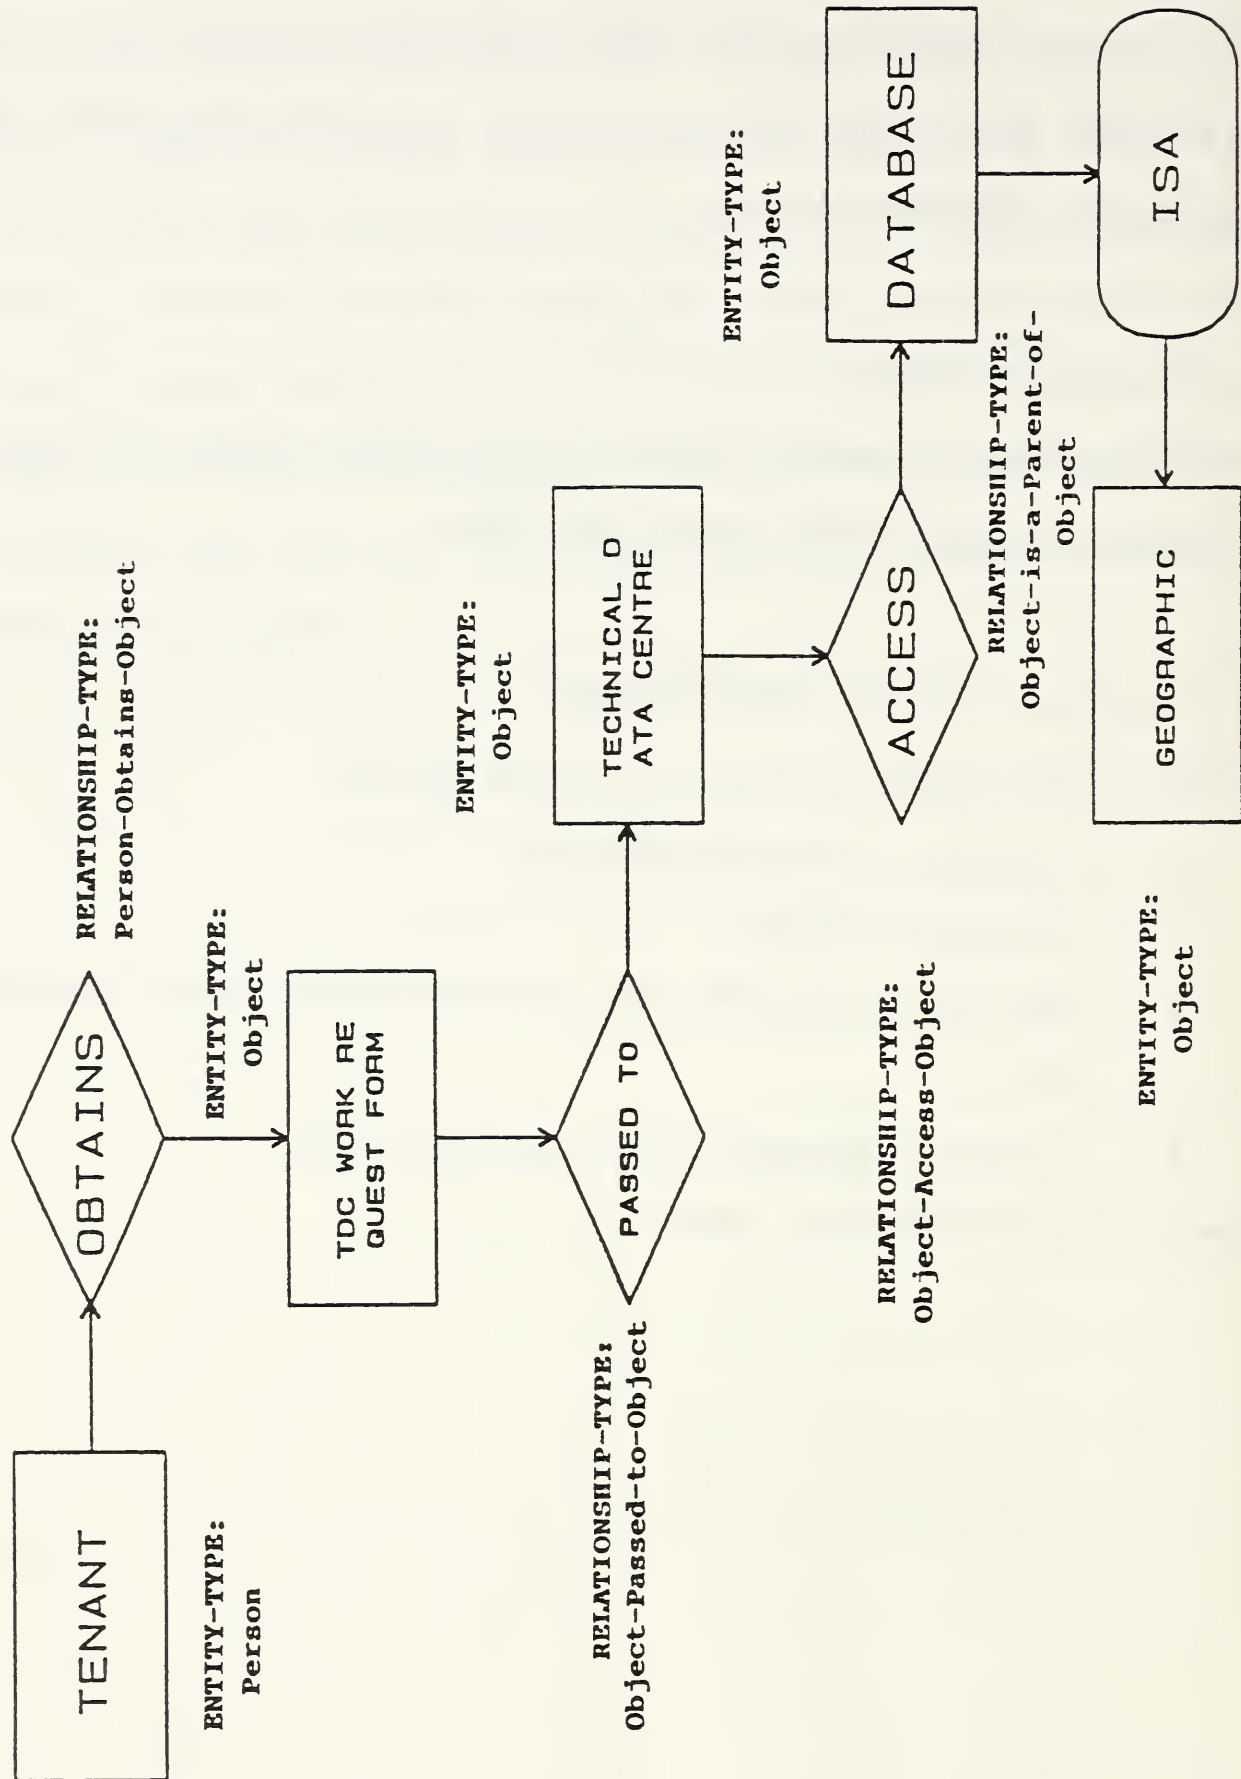 TENANT
ENTITY-TYPE:
Person
OBTAINS
RELATIONSHIP-TYPE:
Person-Obtains-Object
ENTITY-TYPE:
Object
TDC WORK RE
QUEST FORM
PASSED TO
RELATIONSHIP-TYPE:
Object-Passed-to-Object
ENTITY-TYPE:
Object
TECHNICAL D
ATA CENTRE
ACCESS
RELATIONSHIP-TYPE:
Object-Access-Object
ENTITY-TYPE:
Object
DATABASE
RELATIONSHIP-TYPE:
Object-is-a-Parent-of-
Object
ISA
GEOGRAPHIC
ENTITY-TYPE:
Object